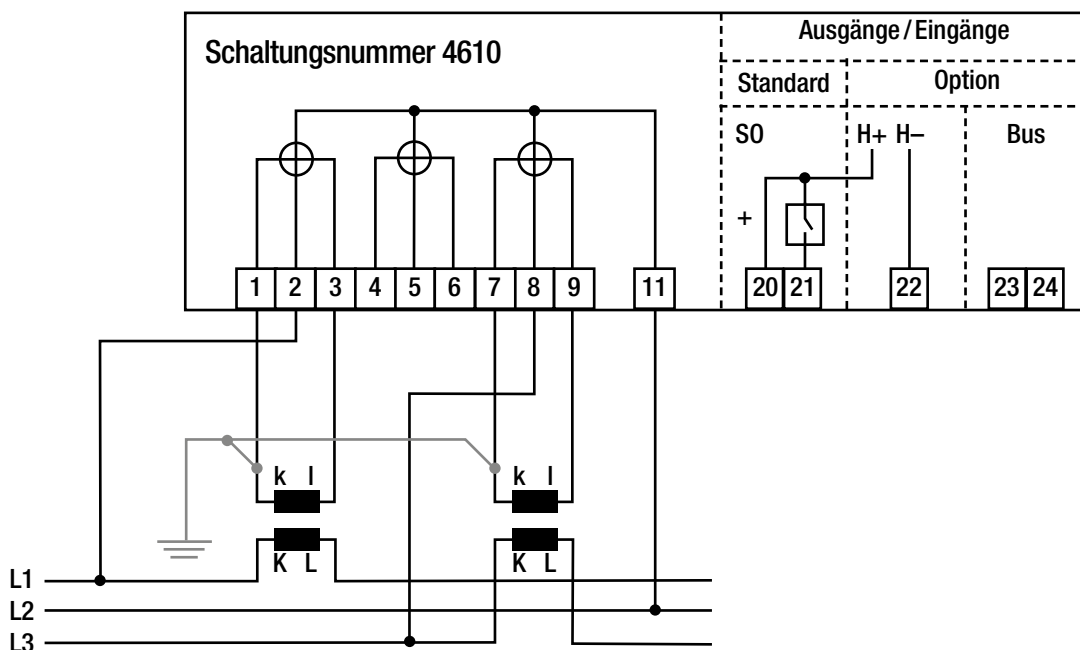 Schaltungsnummer 4610
Ausgänge / Eingänge
Standard
Option
S0
H+ H–
Bus
+
1 2 3 4 5 6 7 8 9 11 20 21 22 23 24
k l k l
K L K L
L1
L2
L3